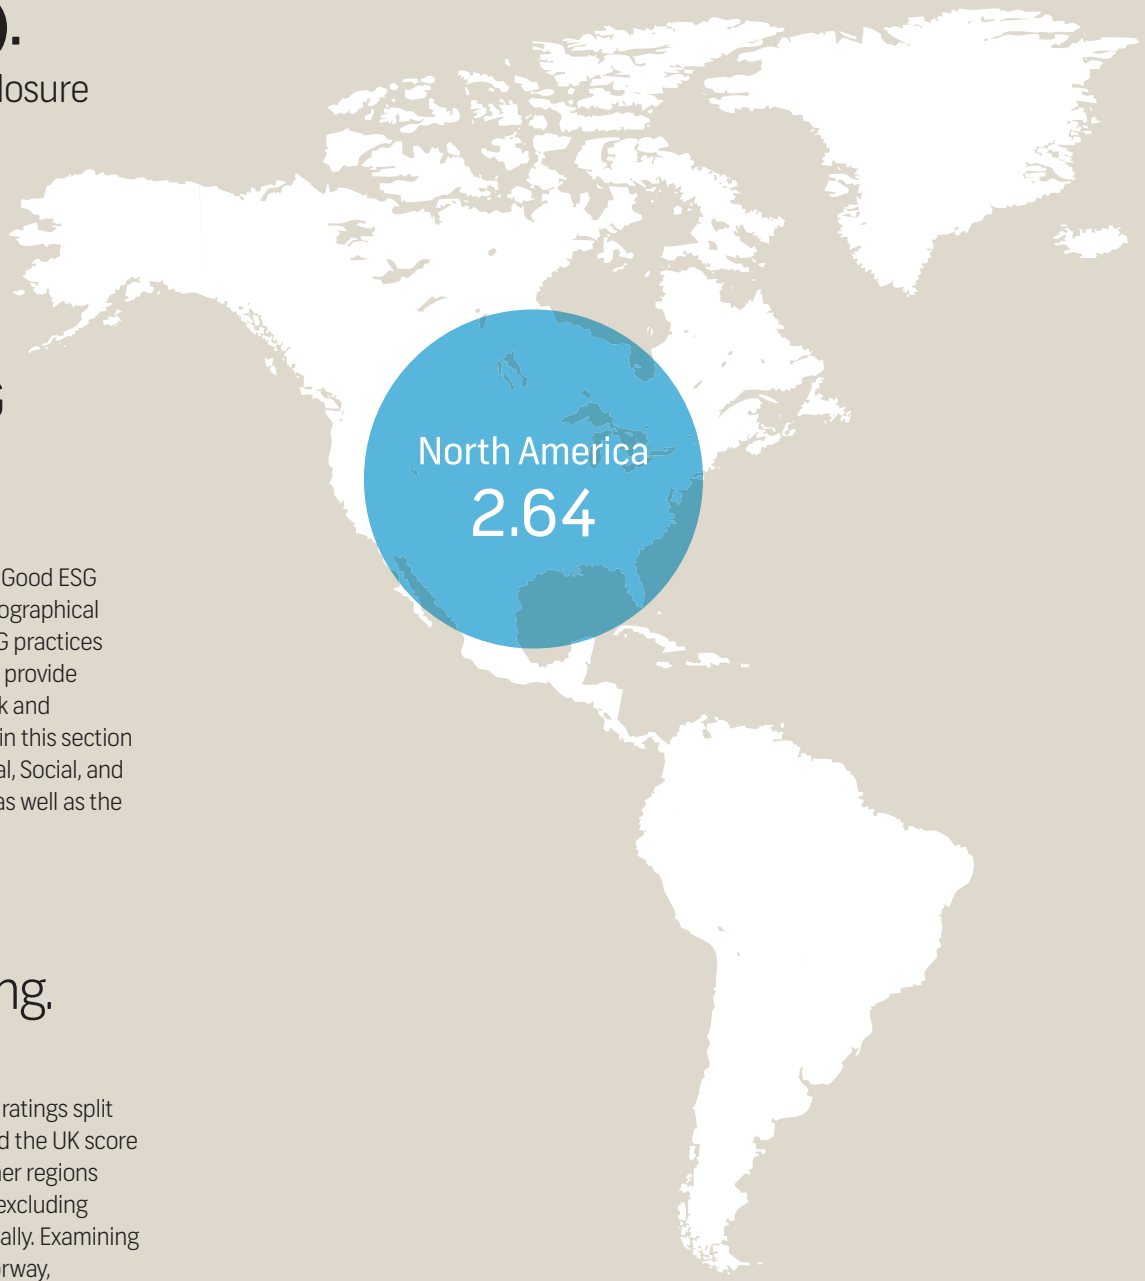 ).
losure
G
North America
2.64
Good ESG
ographical
G practices
provide
k and
in this section
al, Social, and
as well as the
ng.
ratings split
d the UK score
her regions
excluding
ally. Examining
rway,